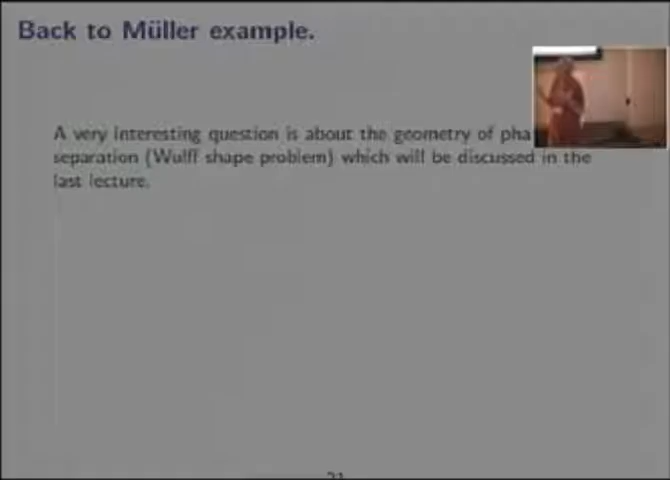 Back to Müller example.
A very interesting question is about the geometry of pha
separation (Wulff shape problem) which will be discussed in the
last lecture.